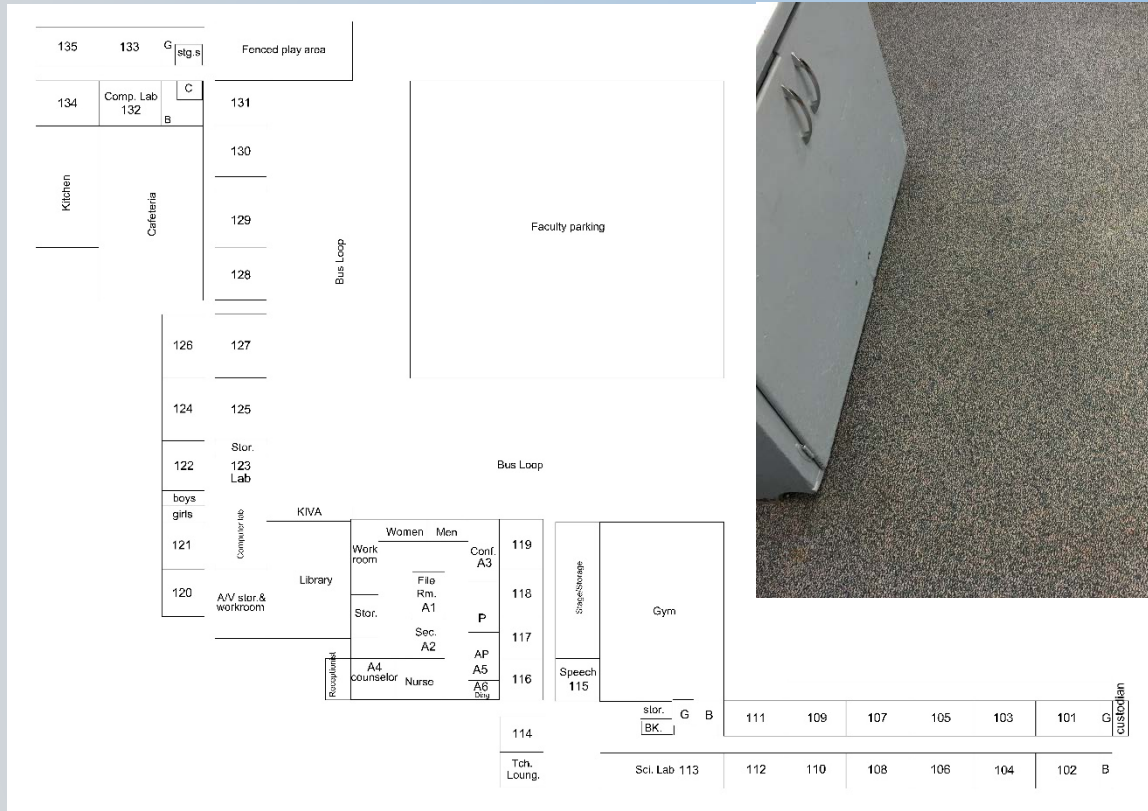 135 133 G stg.s Fenced play area
134 Comp. Lab 132 C B 131
130
Kitchen Cafeteria 129 Bus Loop Faculty parking
128
126 127
124 125
Stor.
122 123 Lab Bus Loop
boys
girls KIVA
Women Men
121 Computer lab Work room Conf. A3 119
Library Stage/Storage
120 A/V stor.& workroom File Rm. A1 118 Gym
Stor. P
Sec. A2 117
AP
Receptionist A4 counselor Nurse A5 116 Speech 115
A6
stor. G B 111 109 107 105 103 101 G custodian
BK.
114
Tch. Loung. Sci. Lab 113 112 110 108 106 104 102 B